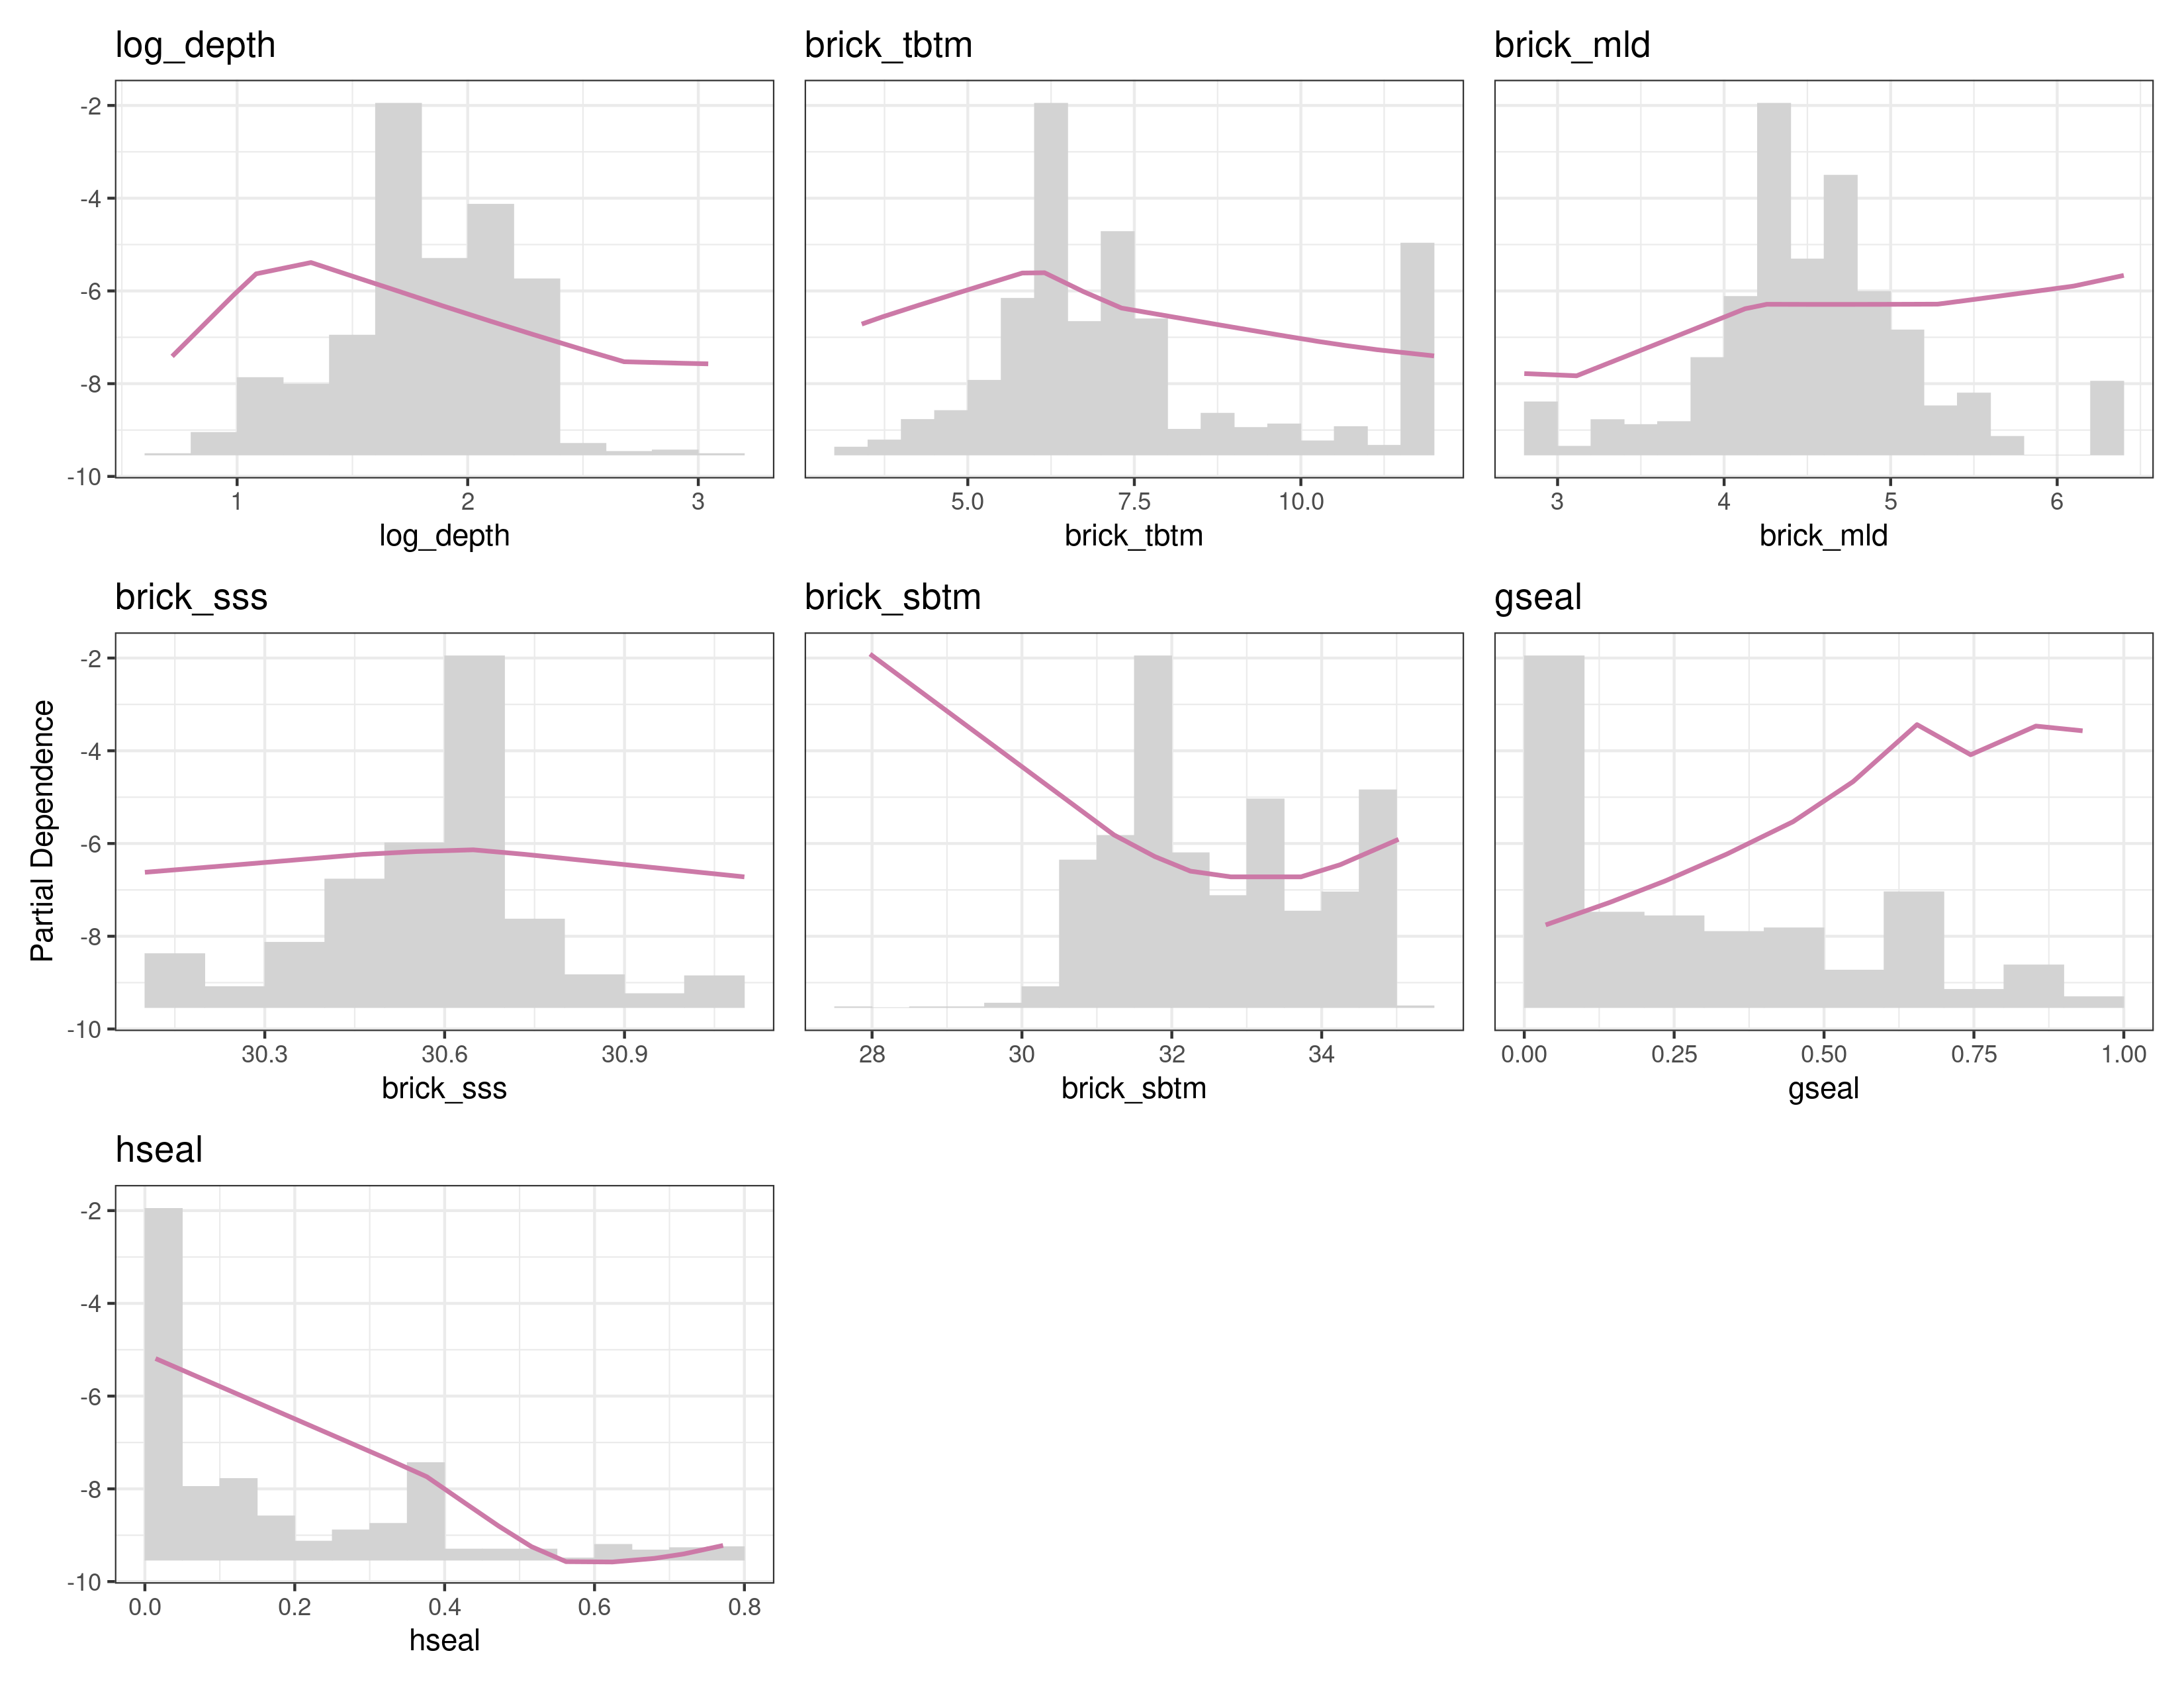 log_depth
brick_tbtm
brick_mld
-2
-4
-6
-8
-10
1 2 3
5.0 7.5 10.0
3 4 5 6
log_depth
brick_tbtm
brick_mld
brick_sss
brick_sbtm
gseal
Partial Dependence
-2
-4
-6
-8
-10
30.3 30.6 30.9
28 30 32 34
0.00 0.25 0.50 0.75 1.00
brick_sss
brick_sbtm
gseal
hseal
-2
-4
-6
-8
-10
0.0 0.2 0.4 0.6 0.8
hseal